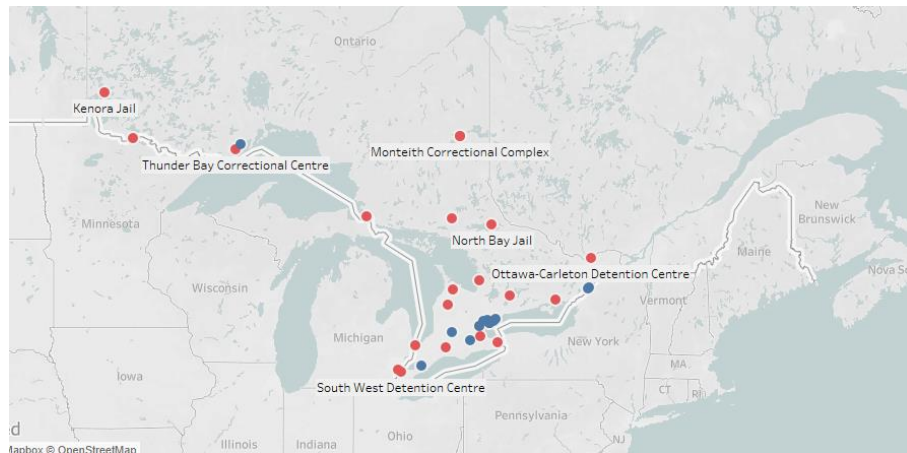 Ontario
Kenora Jail
Monteith Correctional Complex
Thunder Bay Correctional Centre
Minnesota
New
Brunswick
North Bay Jail
Maine
Ottawa-Carleton Detention Centre
Nova Sc
Wisconsin
Vermont
Michigan
New York
MA
Iowa
CT
RI
South West Detention Centre
Pennsylvania
ed
Illinois
Indiana
Ohio
NJ
Mapbox © OpenStreetMap